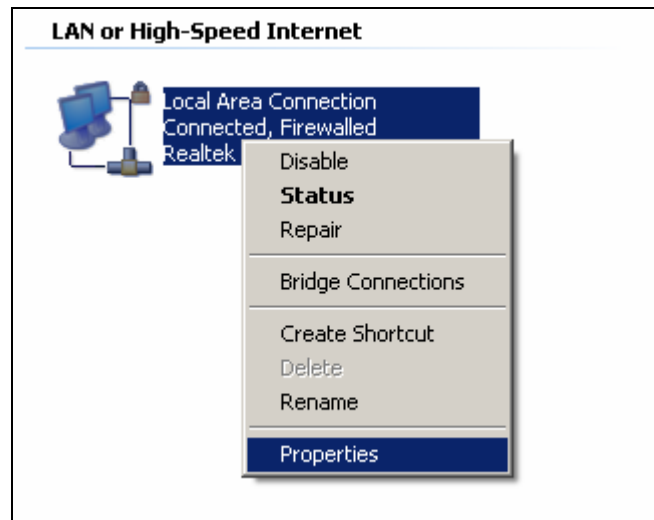 LAN or High-Speed Internet
Local Area Connection
Connected, Firewalled
Realtek
Disable
Status
Repair
Bridge Connections
Create Shortcut
Delete
Rename
Properties